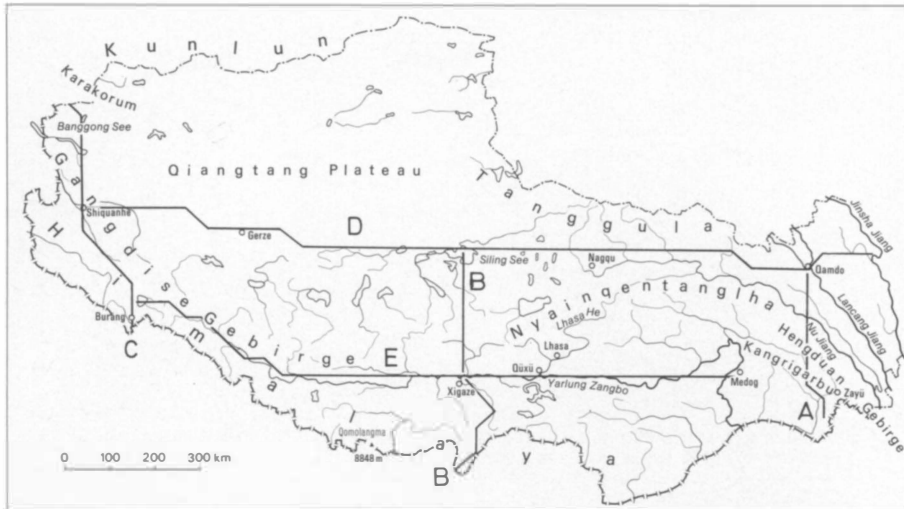 Kunlun
Karakorum
Banggong See
Qiangtang Plateau
Tanggula
Gangdise Gebirge
Shiquanhe
Gerze
D
Siling See
Nagqu
Jinsha Jiang
Qamdo
B
Himalaya
Nyainqentanglha
Lhasa He
Nu Jiang
Lancang Jiang
Hengduan Gebirge
Burang
C
E
Lhasa
Kangrigarbu
Qüxü
Yarlung Zangbo
Medog
Zayü
Xigaze
A
Qomolangma
8848 m
B
0 100 200 300 km